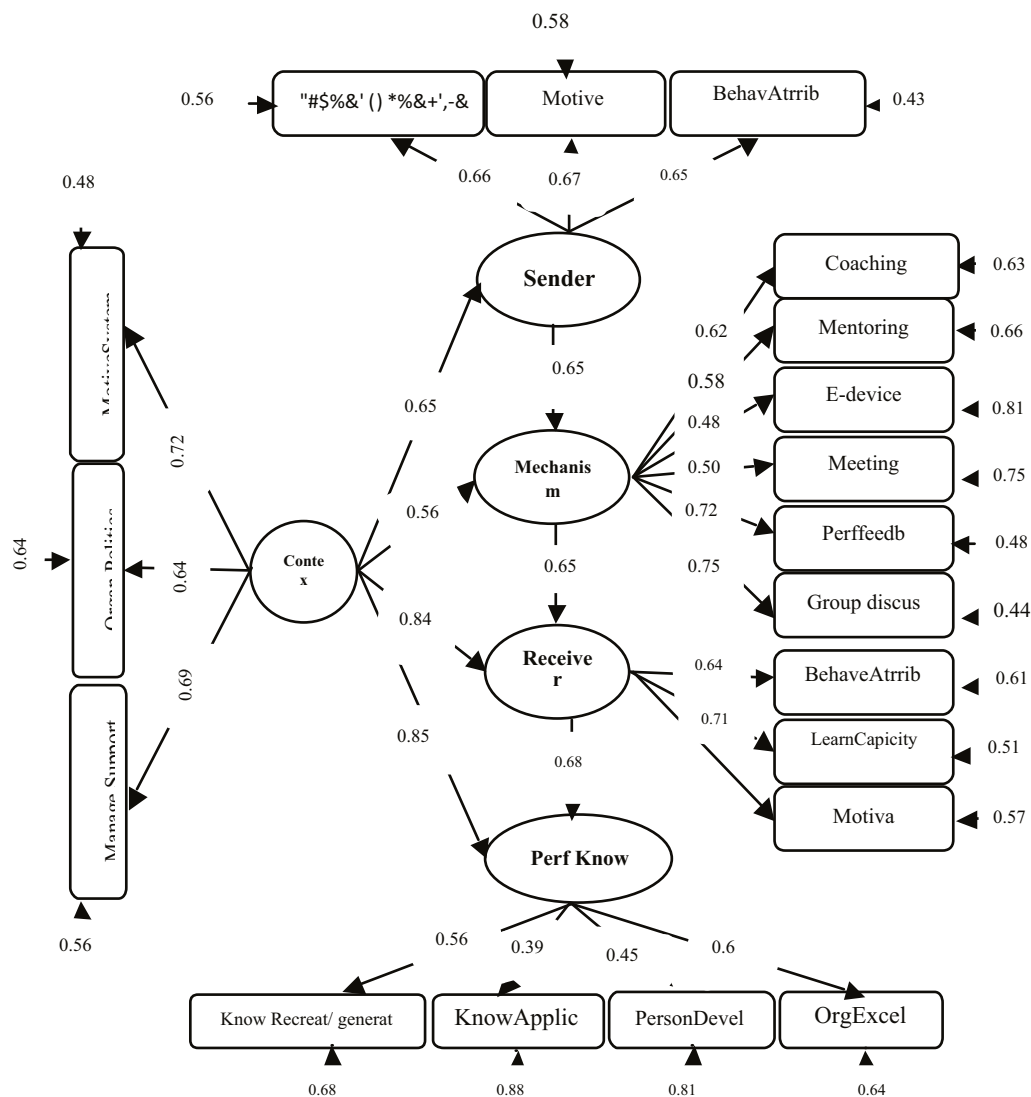 0.58
0.56
"#$%&' () *%&+',-&
Motive
BehavAtrrib
0.43
0.66
0.67
0.65
0.48
Sender
Coaching
0.63
0.62
Mentoring
0.66
MotiveSystem
0.65
0.58
E-device
0.81
0.65
0.48
0.72
Mechanis
m
0.50
Meeting
0.75
0.56
0.72
Perffeedb
0.48
0.64
Organ Politics
0.64
Conte
x
0.65
0.75
Group discus
0.44
0.84
Receive
r
0.64
BehaveAtrrib
0.61
0.69
0.71
LearnCapicity
0.51
0.85
0.68
Manage Support
Motiva
0.57
Perf Know
0.56
0.56
0.39
0.45
0.6
Know Recreat/ generat
KnowApplic
PersonDevel
OrgExcel
0.68
0.88
0.81
0.64